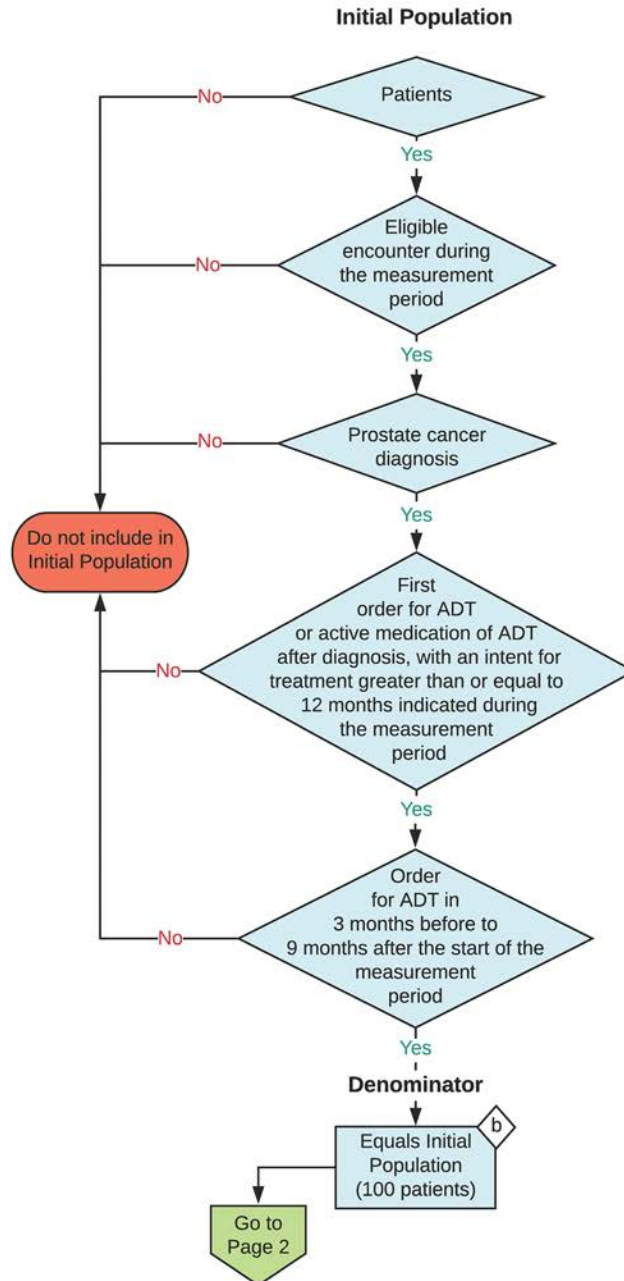 Initial Population
Patients
No
Yes
Eligible
encounter during
the measurement
period
No
Yes
Prostate cancer
diagnosis
No
Yes
Do not include in
Initial Population
First
order for ADT
or active medication of ADT
after diagnosis, with an intent for
treatment greater than or equal to
12 months indicated during
the measurement
period
No
Yes
Order
for ADT in
3 months before to
9 months after the start of the
measurement
period
No
Yes
Denominator
b
Equals Initial
Population
(100 patients)
Go to
Page 2